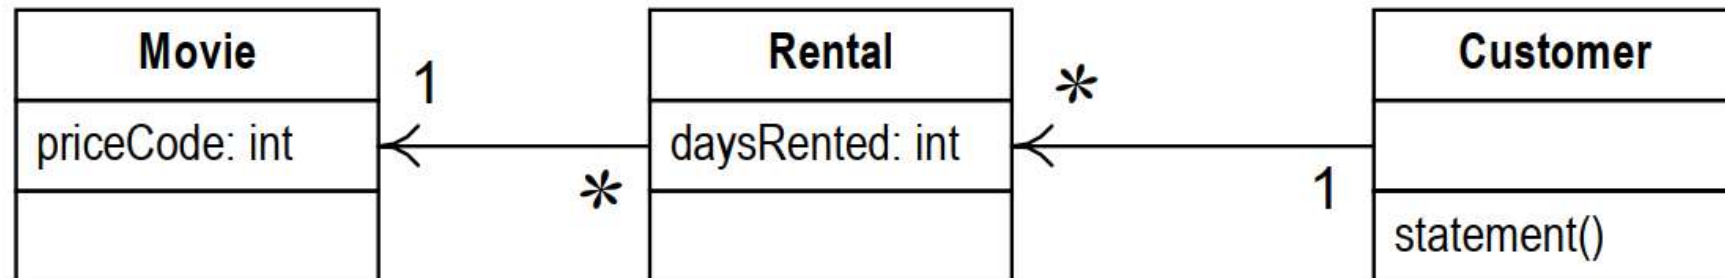 Movie
priceCode: int
1
*
Rental
daysRented: int
*
1
Customer
statement()